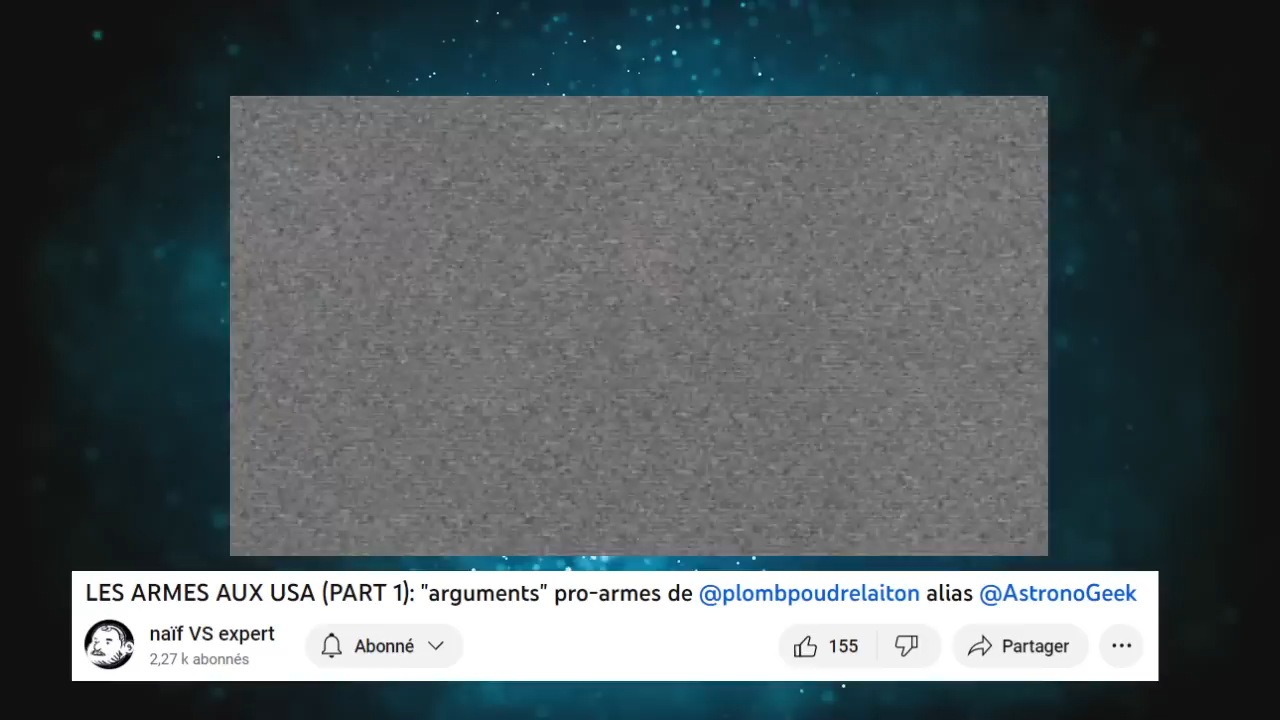 LES ARMES AUX USA (PART 1): "arguments" pro-armes de @plombpoudrelaiton alias @AstronoGeek
naïf VS expert
2,27 k abonnés
Abonné
155
Partager